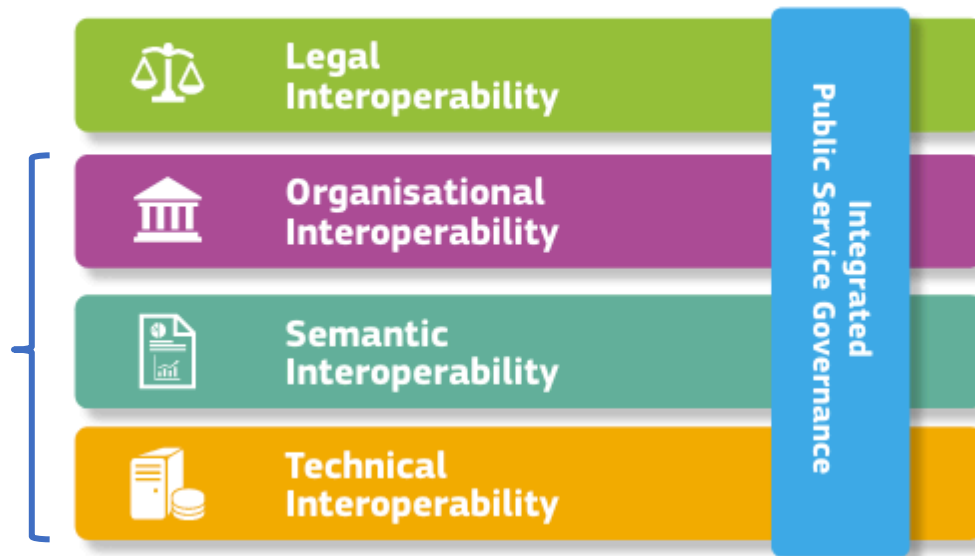 Legal
Interoperability
Organisational
Interoperability
Semantic
Interoperability
Technical
Interoperability
Integrated
Public Service Governance